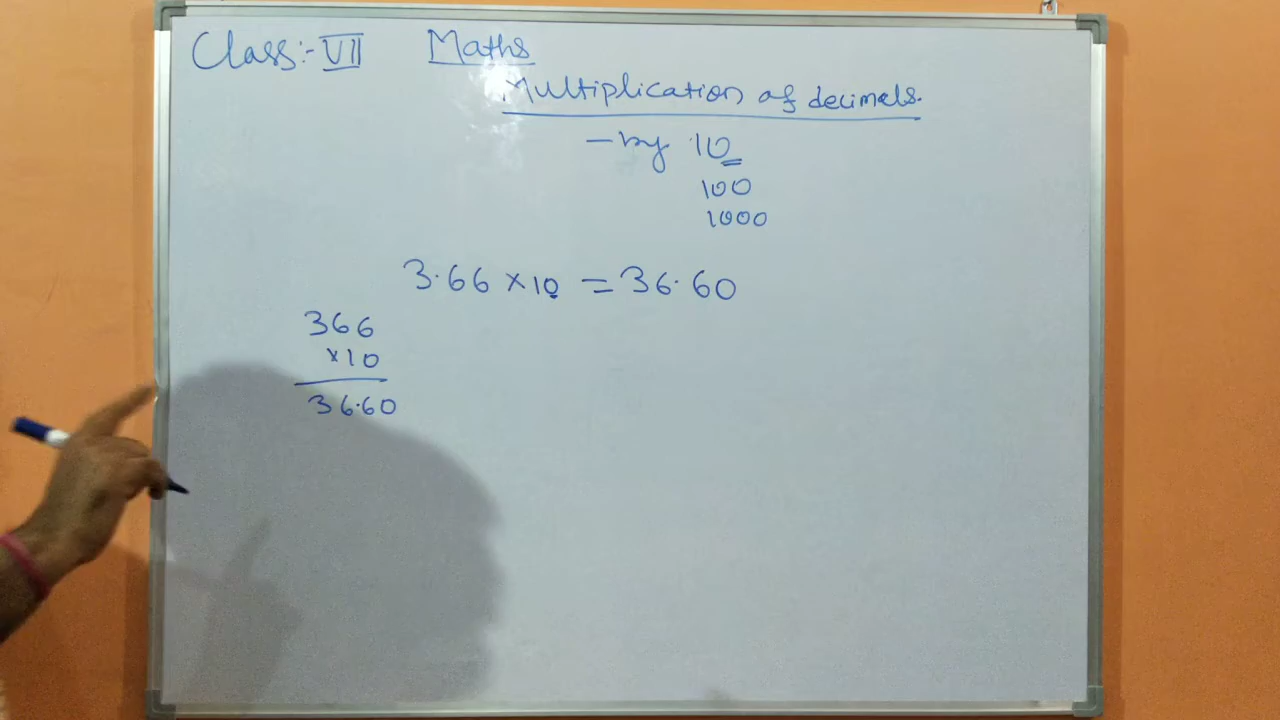 Class:- VII Maths
Multiplication of decimals.
- by 10
100
1000
3.66 × 10 = 36.60
366
×10
36.60